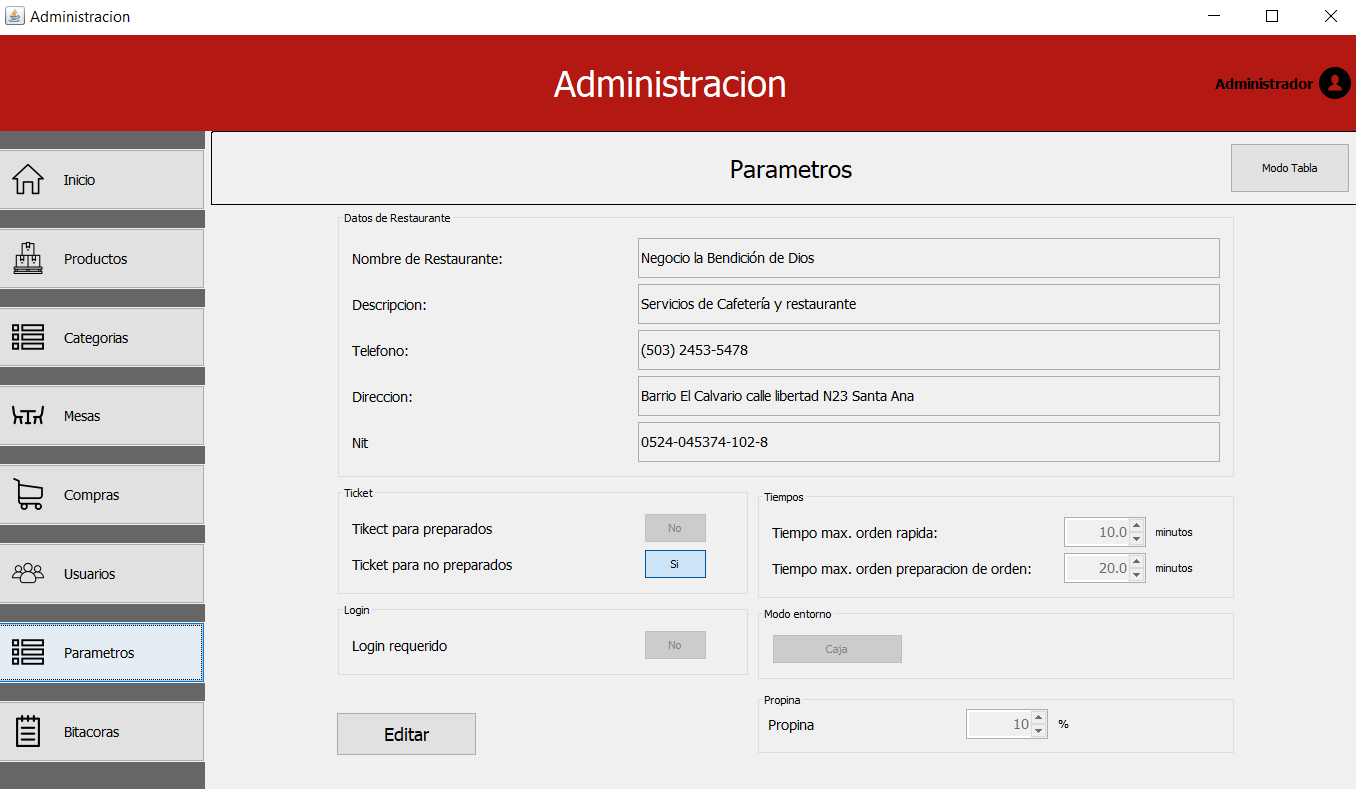 Administracion
Administracion
Administrador
Inicio
Productos
Categorias
Mesas
Compras
Usuarios
Parametros
Bitacoras
Parametros
Modo Tabla
Datos de Restaurante
Nombre de Restaurante: Negocio la Bendición de Dios
Descripcion: Servicios de Cafetería y restaurante
Telefono: (503) 2453-5478
Direccion: Barrio El Calvario calle libertad N23 Santa Ana
Nit 0524-045374-102-8
Ticket
Tikect para preparados No
Ticket para no preparados Si
Tiempos
Tiempo max. orden rapida: 10.0 minutos
Tiempo max. orden preparacion de orden: 20.0 minutos
Login
Login requerido No
Modo entorno
Caja
Propina
Propina 10 %
Editar